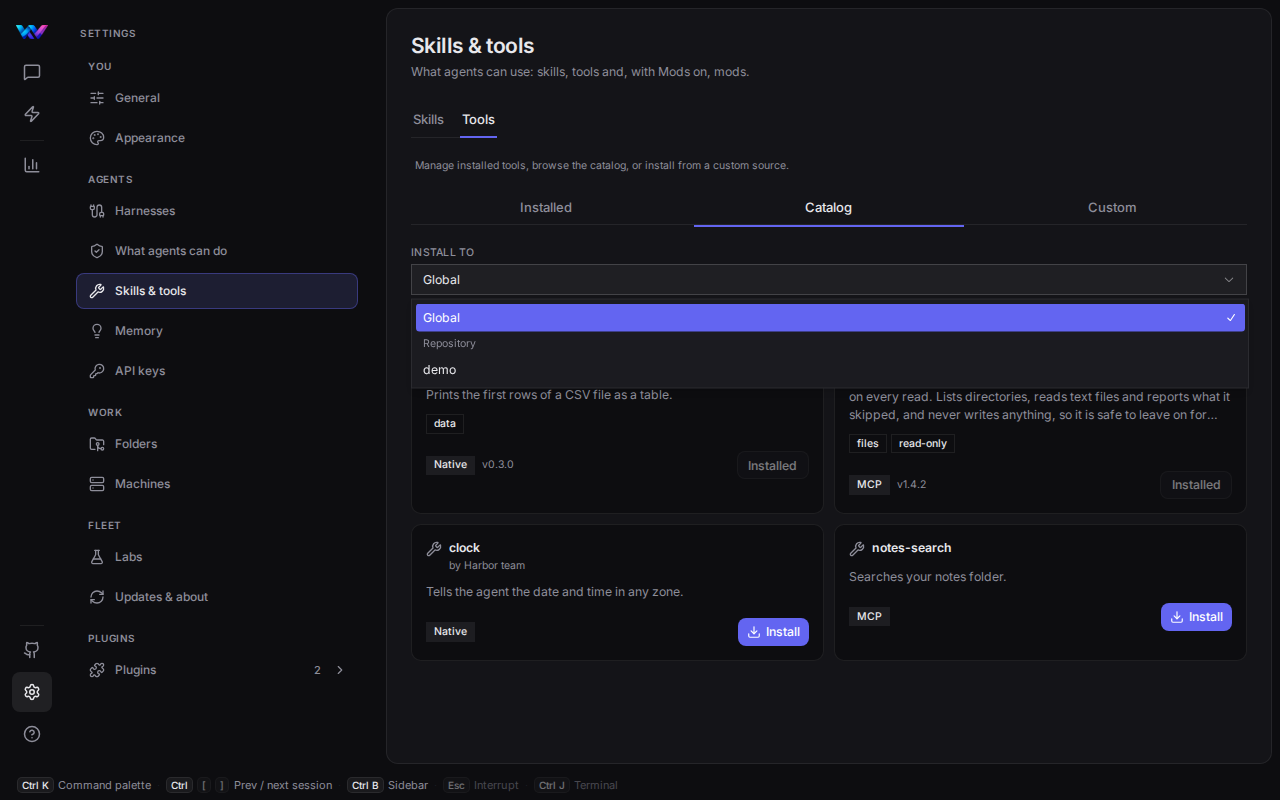 SETTINGS
YOU
General
Appearance
AGENTS
Harnesses
What agents can do
Skills & tools
Memory
API keys
WORK
Folders
Machines
FLEET
Labs
Updates & about
PLUGINS
Plugins 2
Skills & tools
What agents can use: skills, tools and, with Mods on, mods.
Skills Tools
Manage installed tools, browse the catalog, or install from a custom source.
Installed Catalog Custom
INSTALL TO
Global
Global
Repository
demo
Prints the first rows of a CSV file as a table.
data
Native v0.3.0 Installed
on every read. Lists directories, reads text files and reports what it
skipped, and never writes anything, so it is safe to leave on for...
files read-only
MCP v1.4.2 Installed
clock
by Harbor team
Tells the agent the date and time in any zone.
Native Install
notes-search
Searches your notes folder.
MCP Install
Ctrl K Command palette Ctrl [ ] Prev / next session Ctrl B Sidebar Esc Interrupt Ctrl J Terminal